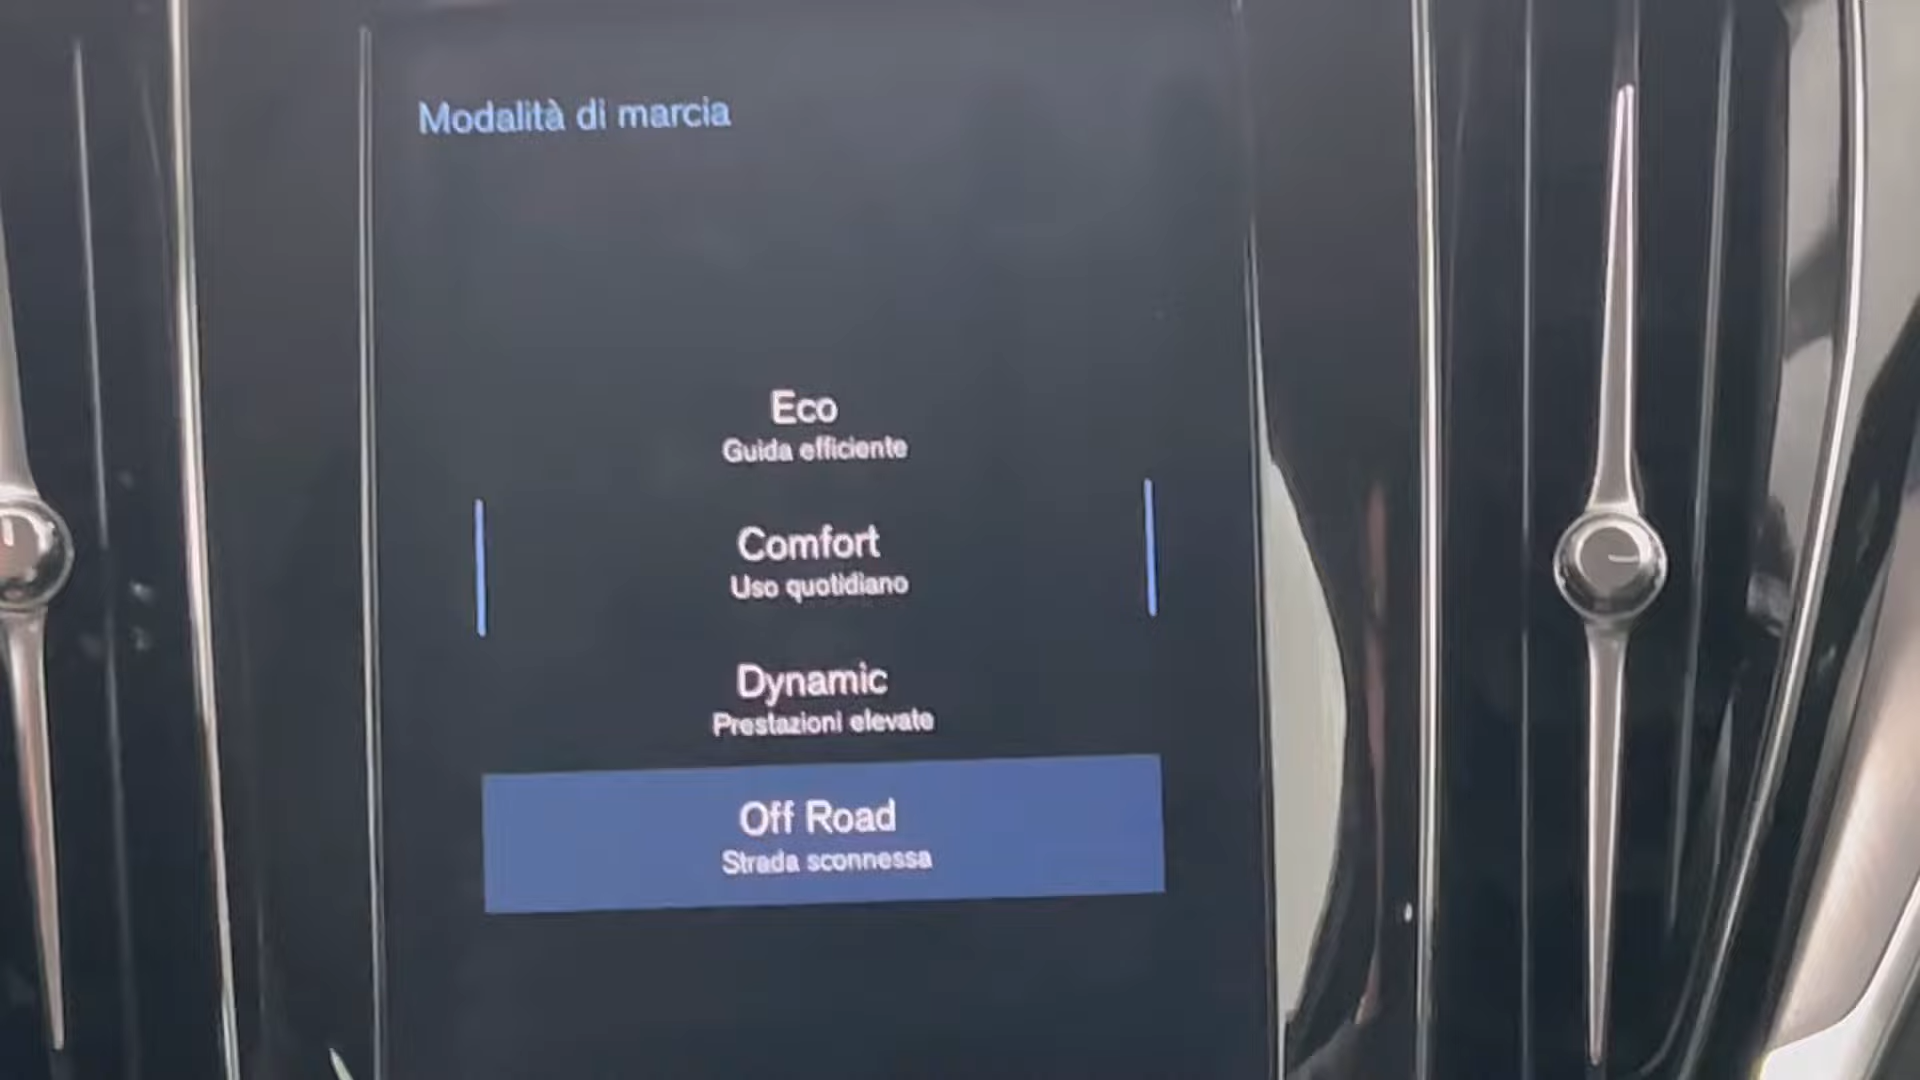 Modalità di marcia
Eco
Guida efficiente
Comfort
Uso quotidiano
Dynamic
Prestazioni elevate
Off Road
Strada sconnessa